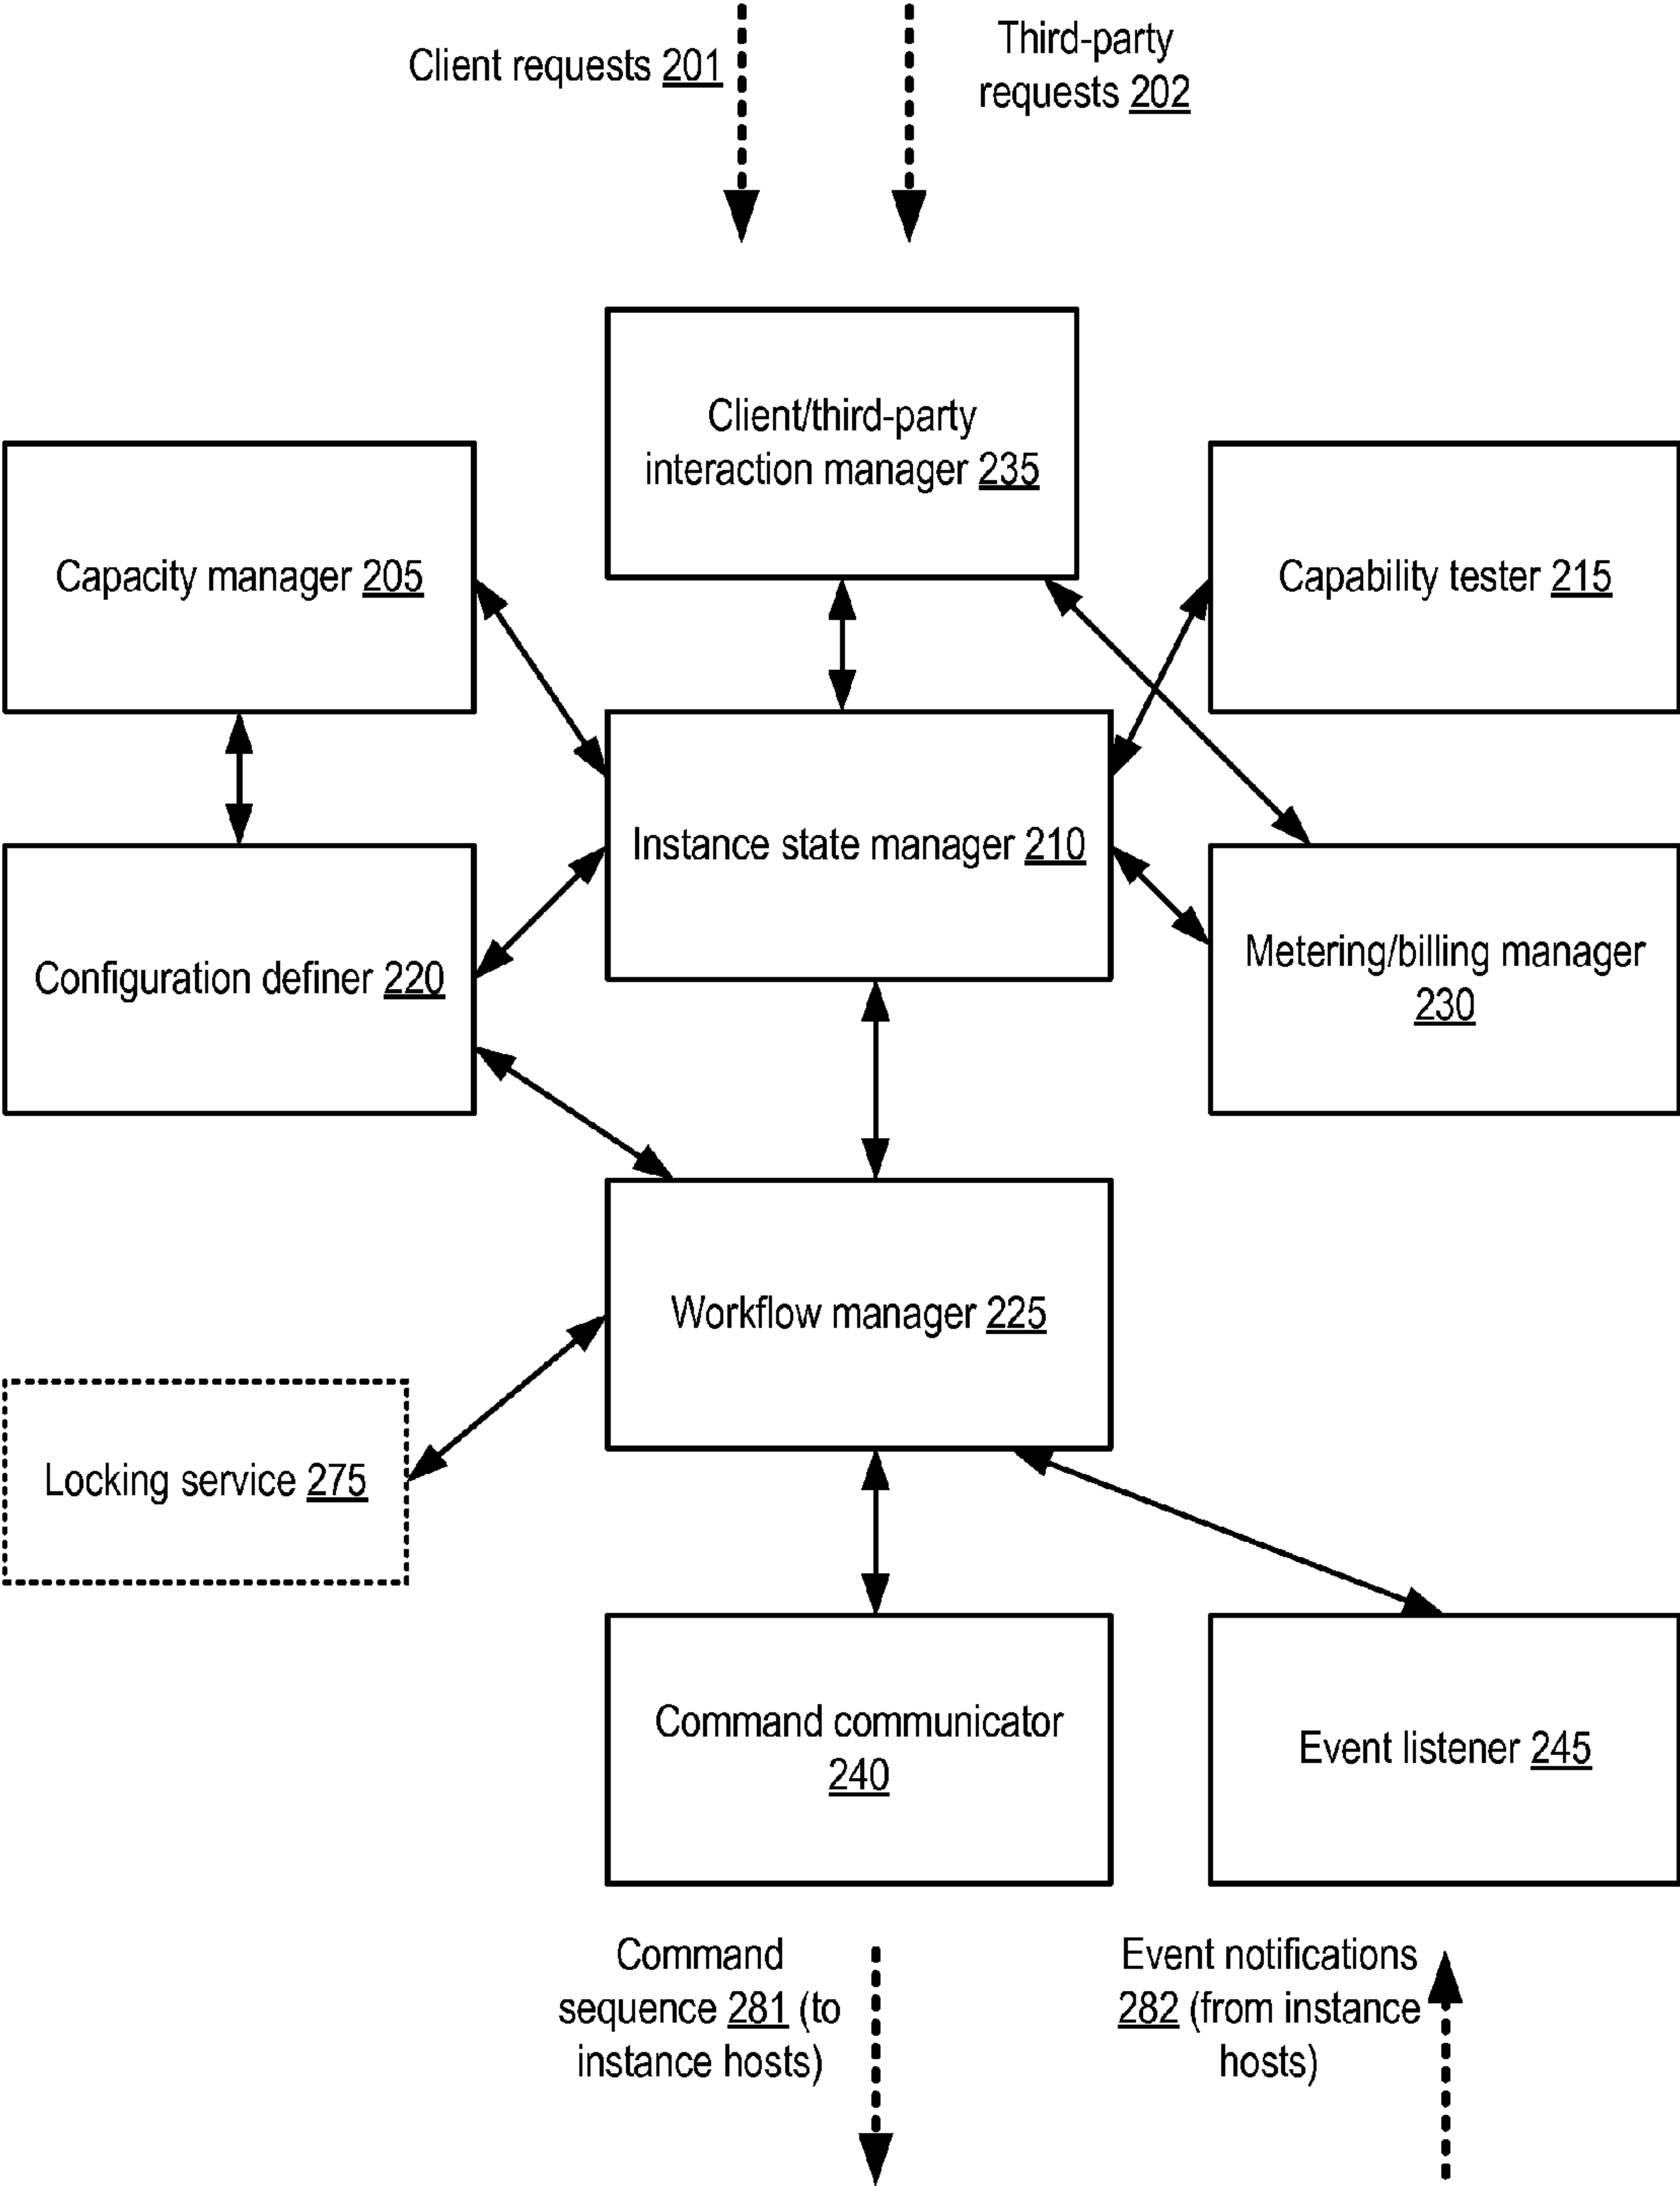 Client requests 201
Third-party
requests 202
Client/third-party
interaction manager 235
Capacity manager 205
Capability tester 215
Instance state manager 210
Configuration definer 220
Metering/billing manager
230
Workflow manager 225
Locking service 275
Command communicator
240
Event listener 245
Command
sequence 281 (to
instance hosts)
Event notifications
282 (from instance
hosts)